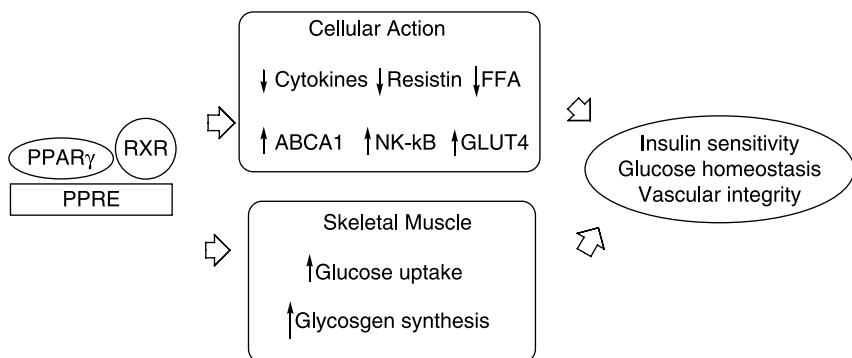 Cellular Action
↓ Cytokines ↓ Resistin ↓ FFA
↑ ABCA1 ↑ NK-kB ↑ GLUT4
PPARγ RXR
PPRE
Skeletal Muscle
↑ Glucose uptake
↑ Glycosgen synthesis
Insulin sensitivity
Glucose homeostasis
Vascular integrity